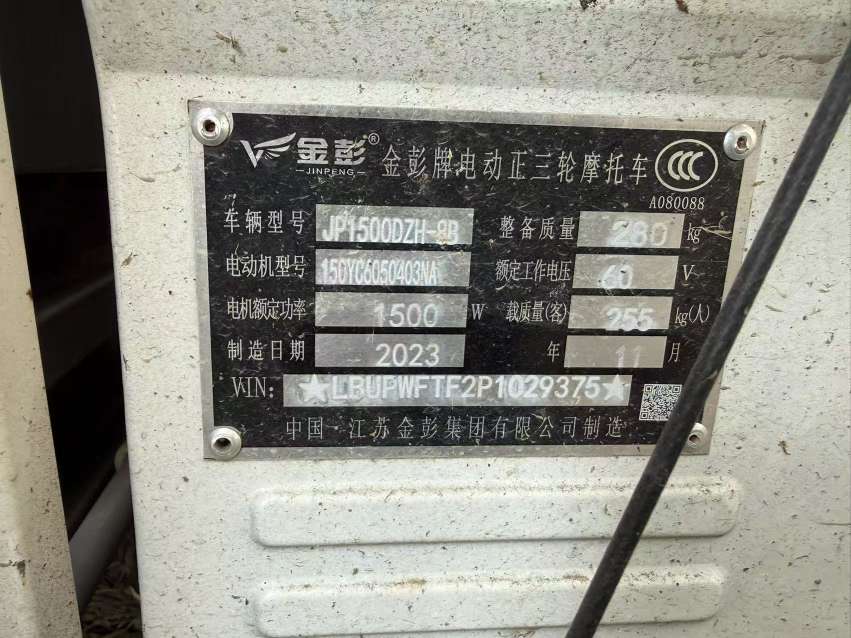 金彭® 金彭牌电动正三轮摩托车 CCC
JINPENG A080088
车辆型号 JP1500DZH-8B 整备质量 280 kg
电动机型号 150YC6050403NA 额定工作电压 60 V
电机额定功率 1500 W 载质量(客) 255 kg(人)
制造日期 2023 年 11 月
VIN: ★LBUPWFTF2P1029375★
中国·江苏金彭集团有限公司制造